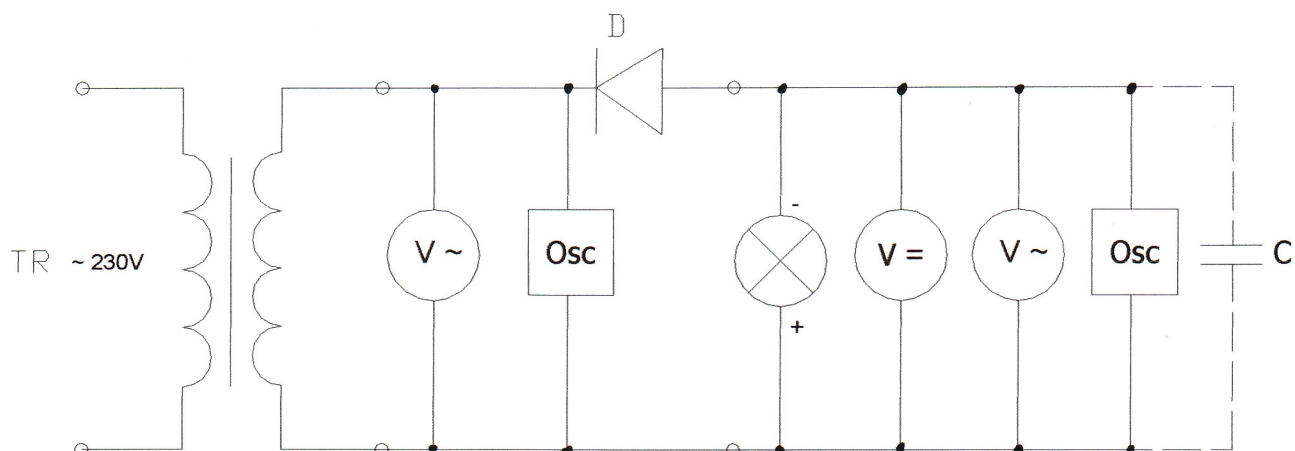 D
TR ~ 230V
V ~
Osc
-
+
V =
V ~
Osc
C